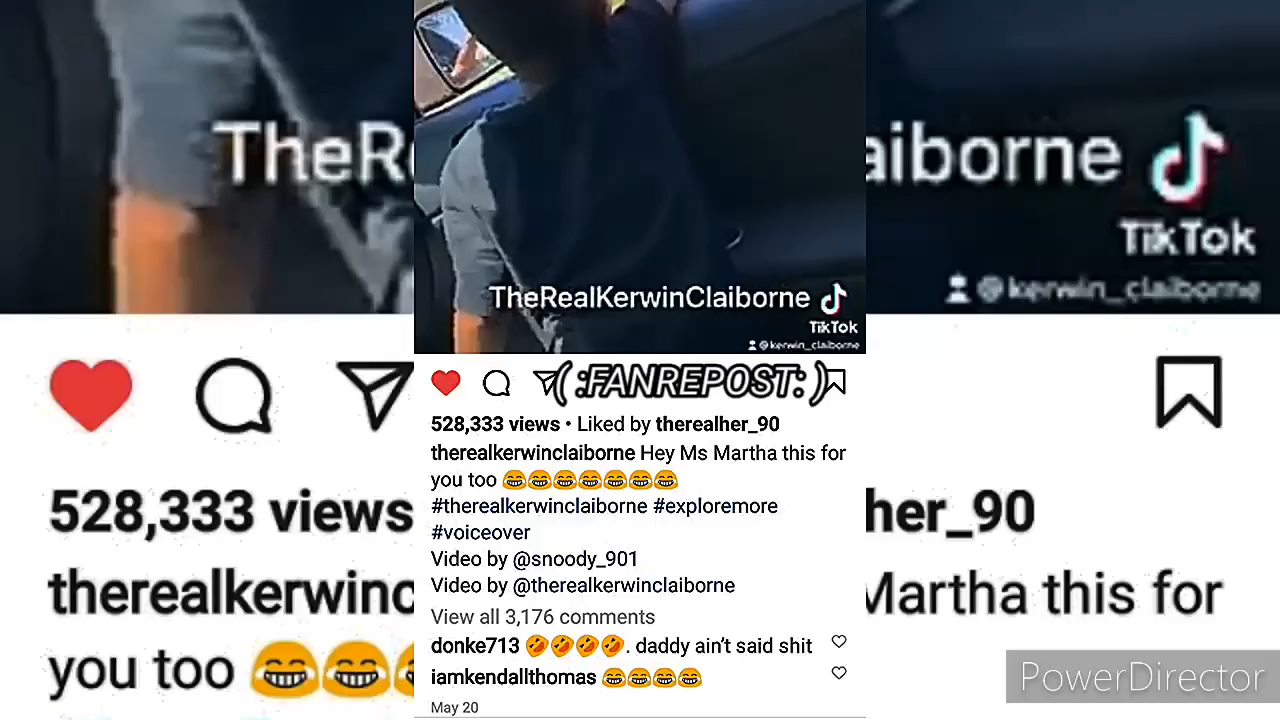 TheRealKerwinClaiborne
TikTok
@kerwin_claiborne
(:FANREPOST:)
528,333 views • Liked by therealher_90
therealkerwinclaiborne Hey Ms Martha this for
you too 😂😂😂😂😂😂😂
#therealkerwinclaiborne #exploremore
#voiceover
Video by @snoody_901
Video by @therealkerwinclaiborne
View all 3,176 comments
donke713 🤣🤣🤣🤣. daddy ain't said shit
iamkendallthomas 😂😂😂😂
May 20
TheR
aiborne
TikTok
@kerwin_claiborne
528,333 views
her_90
therealkerwinc
Martha this for
you too 😂😂
PowerDirector